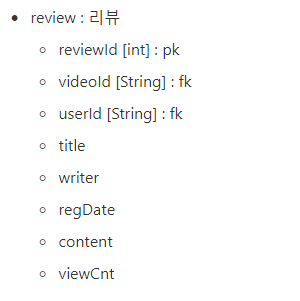 review : 리뷰
reviewId [int] : pk
videoId [String] : fk
userId [String] : fk
title
writer
regDate
content
viewCnt